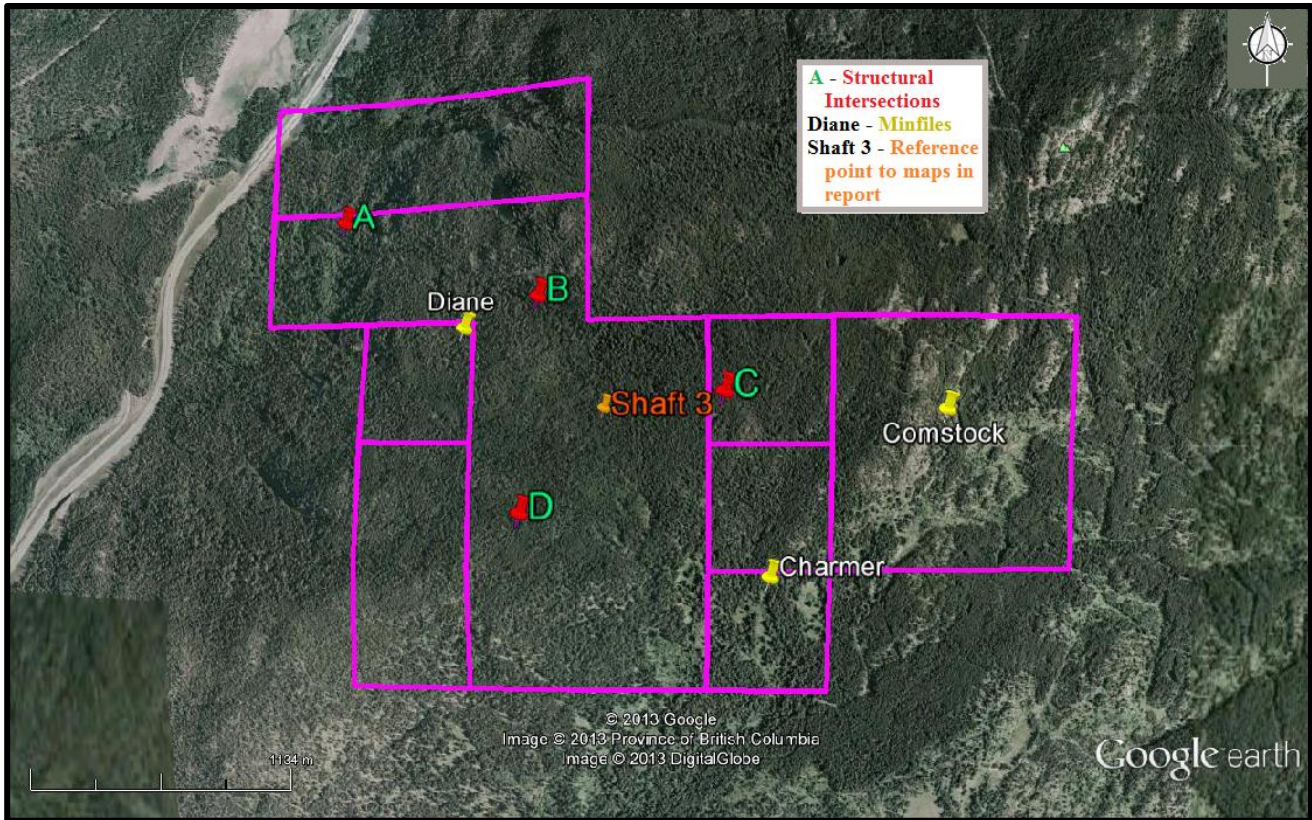 A - Structural
Intersections
Diane - Minfiles
Shaft 3 - Reference
point to maps in
report
A
B
Diane
C
Shaft 3
Comstock
D
Charmer
© 2013 Google
Image © 2013 Province of British Columbia
Image © 2013 DigitalGlobe
1134 m
Google earth